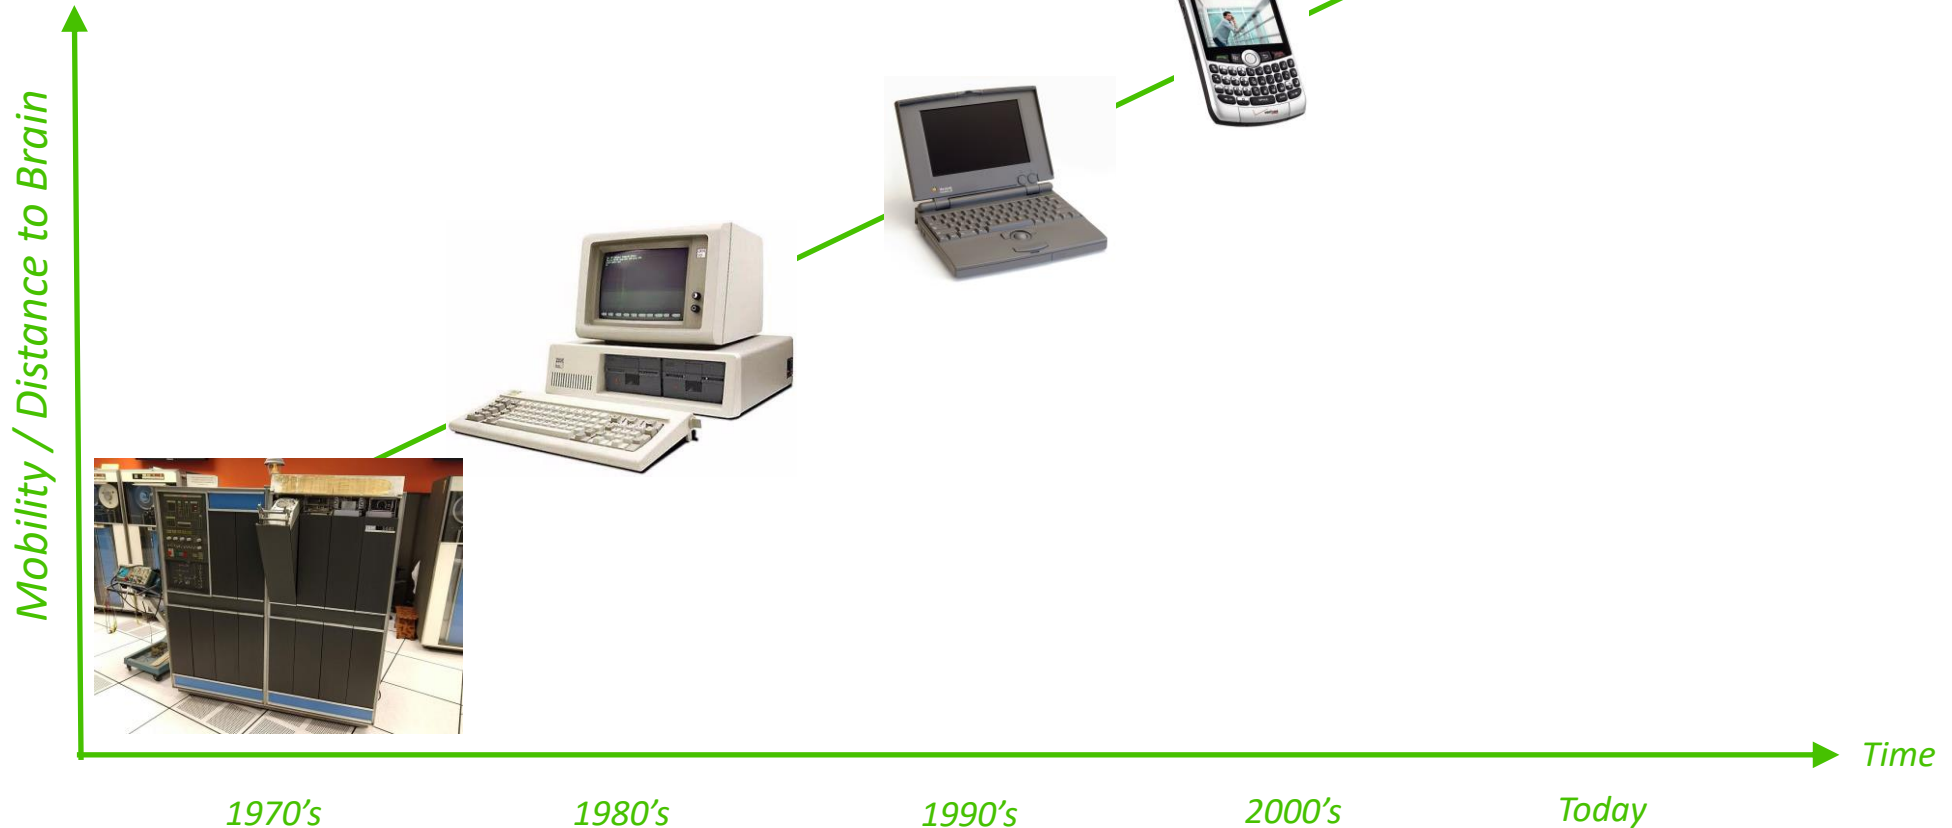 Mobility / Distance to Brain
Time
1970's
1980's
1990's
2000's
Today